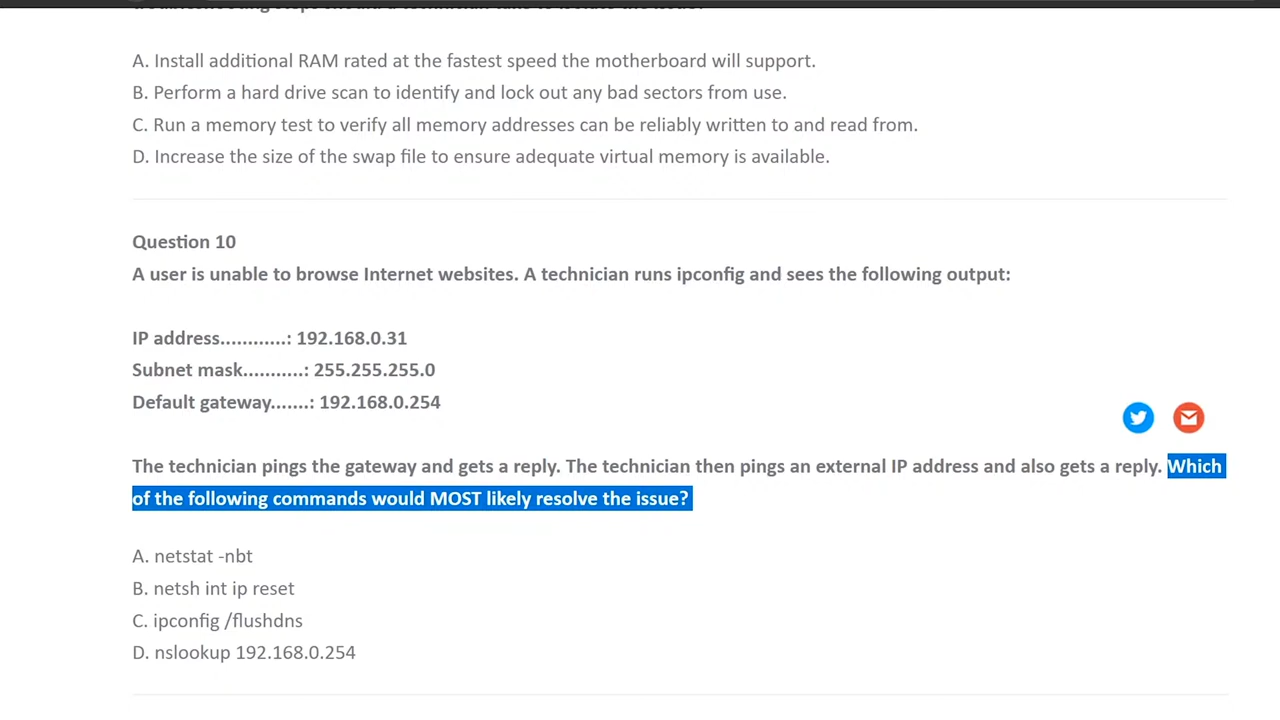 A. Install additional RAM rated at the fastest speed the motherboard will support.
B. Perform a hard drive scan to identify and lock out any bad sectors from use.
C. Run a memory test to verify all memory addresses can be reliably written to and read from.
D. Increase the size of the swap file to ensure adequate virtual memory is available.
Question 10
A user is unable to browse Internet websites. A technician runs ipconfig and sees the following output:
IP address............: 192.168.0.31
Subnet mask...........: 255.255.255.0
Default gateway.......: 192.168.0.254
The technician pings the gateway and gets a reply. The technician then pings an external IP address and also gets a reply. Which
of the following commands would MOST likely resolve the issue?
A. netstat -nbt
B. netsh int ip reset
C. ipconfig /flushdns
D. nslookup 192.168.0.254